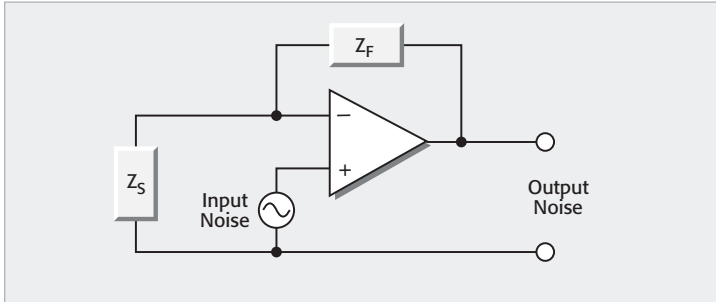 Z_F
−
+
Z_S
Input
Noise
Output
Noise